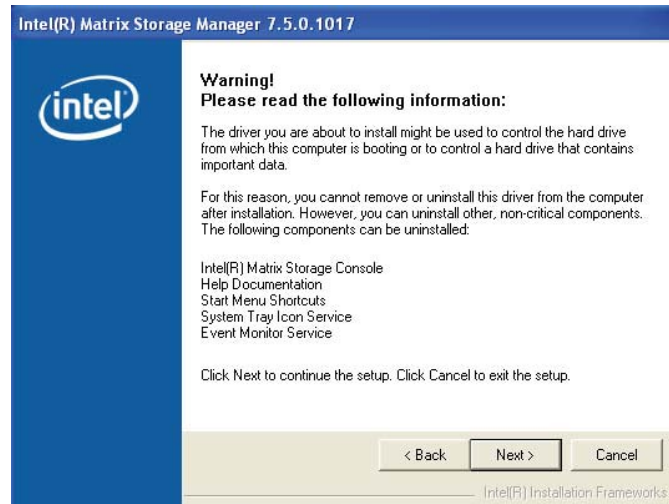 Intel(R) Matrix Storage Manager 7.5.0.1017
intel
Warning!
Please read the following information:
The driver you are about to install might be used to control the hard drive
from which this computer is booting or to control a hard drive that contains
important data.
For this reason, you cannot remove or uninstall this driver from the computer
after installation. However, you can uninstall other, non-critical components.
The following components can be uninstalled:
Intel(R) Matrix Storage Console
Help Documentation
Start Menu Shortcuts
System Tray Icon Service
Event Monitor Service
Click Next to continue the setup. Click Cancel to exit the setup.
< Back Next > Cancel
Intel(R) Installation Frameworks